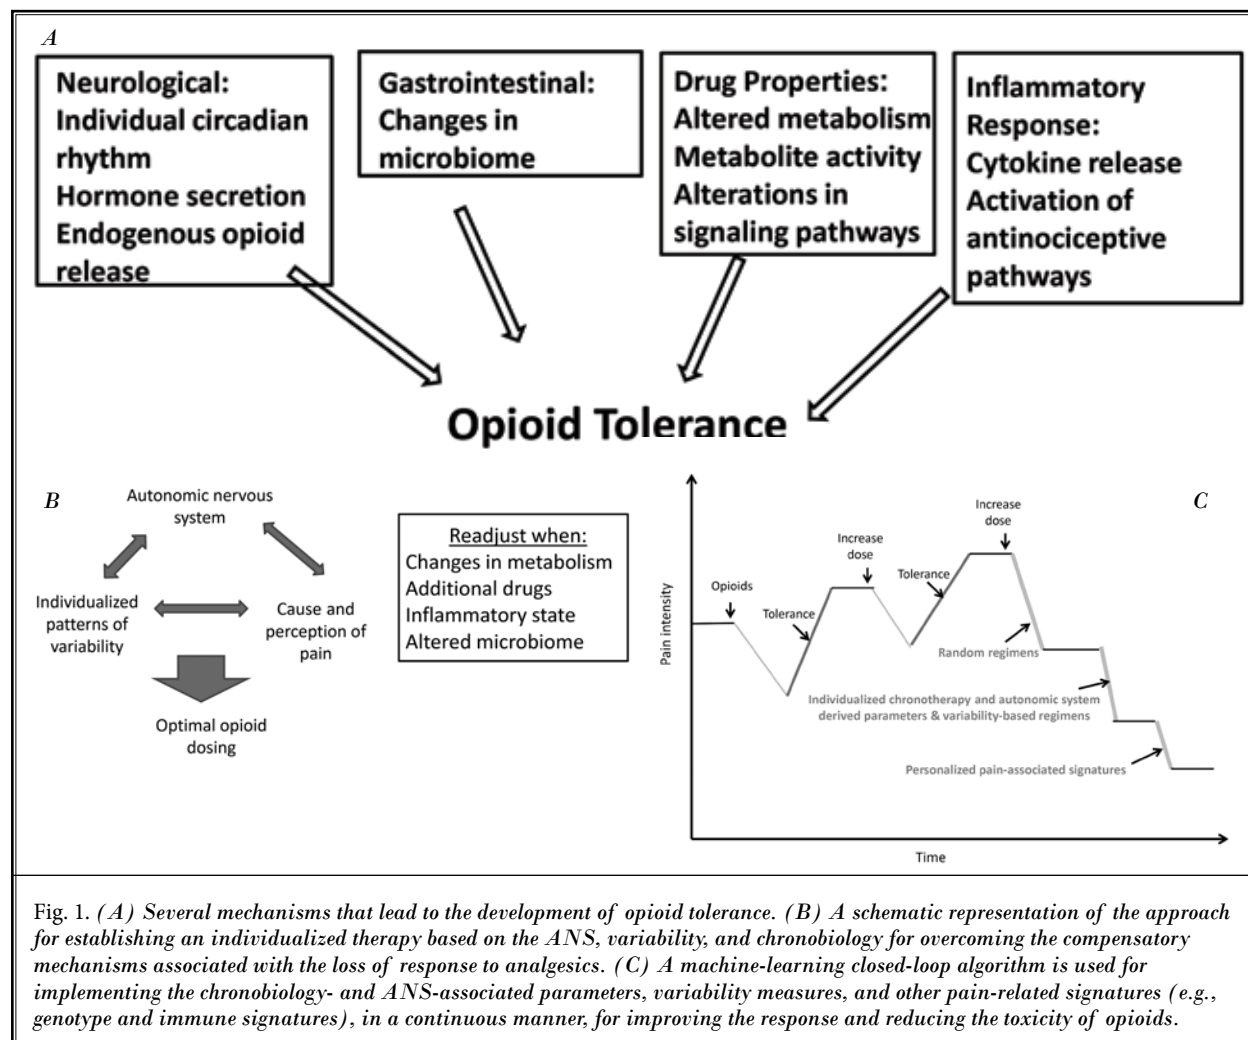 A
Neurological:
Individual circadian
rhythm
Hormone secretion
Endogenous opioid
release
Gastrointestinal:
Changes in
microbiome
Drug Properties:
Altered metabolism
Metabolite activity
Alterations in
signaling pathways
Inflammatory
Response:
Cytokine release
Activation of
antinociceptive
pathways
Opioid Tolerance
B
Autonomic nervous
system
Individualized
patterns of
variability
Cause and
perception of
pain
Optimal opioid
dosing
Readjust when:
Changes in metabolism
Additional drugs
Inflammatory state
Altered microbiome
C
Pain intensity
Opioids
Tolerance
Increase
dose
Tolerance
Increase
dose
Random regimens
Individualized chronotherapy and autonomic system
derived parameters & variability-based regimens
Personalized pain-associated signatures
Time
Fig. 1. (A) Several mechanisms that lead to the development of opioid tolerance. (B) A schematic representation of the approach
for establishing an individualized therapy based on the ANS, variability, and chronobiology for overcoming the compensatory
mechanisms associated with the loss of response to analgesics. (C) A machine-learning closed-loop algorithm is used for
implementing the chronobiology- and ANS-associated parameters, variability measures, and other pain-related signatures (e.g.,
genotype and immune signatures), in a continuous manner, for improving the response and reducing the toxicity of opioids.